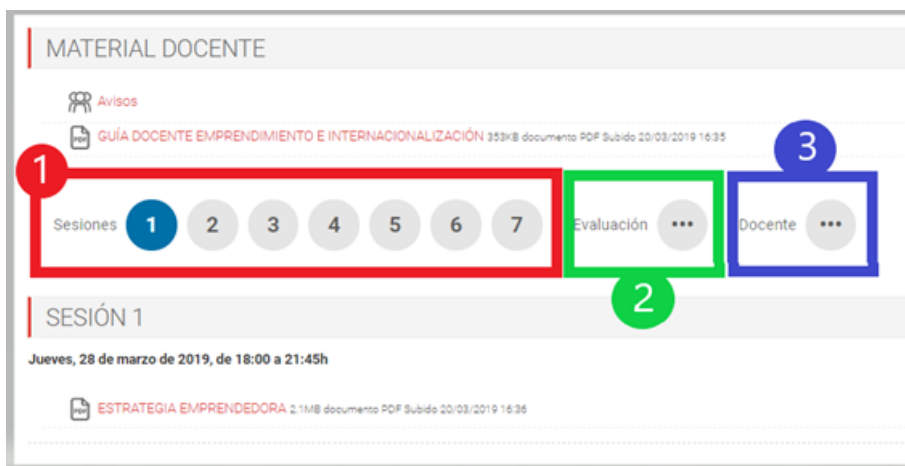 MATERIAL DOCENTE
Avisos
GUÍA DOCENTE EMPRENDIMIENTO E INTERNACIONALIZACIÓN 353KB documento PDF Subido 20/03/2019 16:35
1
3
Sesiones 1 2 3 4 5 6 7 Evaluación ••• Docente •••
2
SESIÓN 1
Jueves, 28 de marzo de 2019, de 18:00 a 21:45h
PDF ESTRATEGIA EMPRENDEDORA 2.1MB documento PDF Subido 20/03/2019 16:36